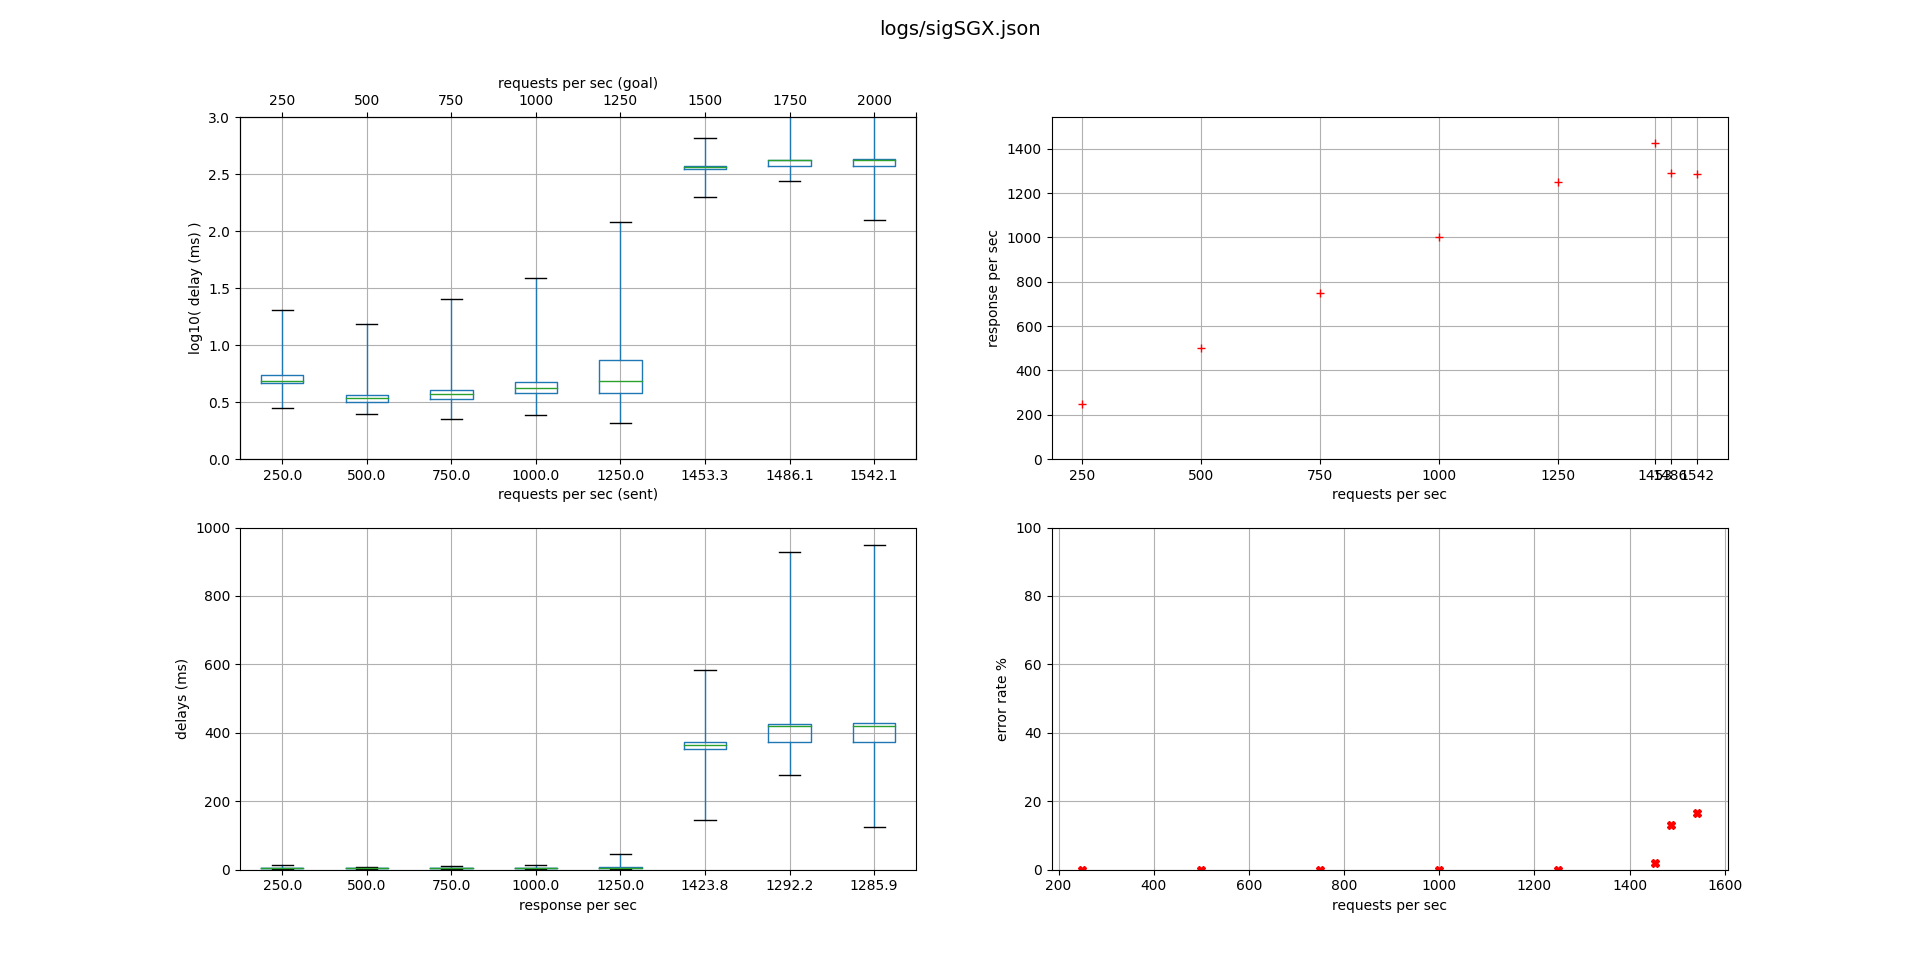 logs/sigSGX.json
requests per sec (goal)
250 500 750 1000 1250 1500 1750 2000
3.0
2.5
2.0
1.5
1.0
0.5
0.0
log10( delay (ms) )
250.0 500.0 750.0 1000.0 1250.0 1453.3 1486.1 1542.1
requests per sec (sent)
1400
1200
1000
800
600
400
200
0
response per sec
250 500 750 1000 1250 1453 1486 1542
requests per sec
1000
800
600
400
200
0
delays (ms)
250.0 500.0 750.0 1000.0 1250.0 1423.8 1292.2 1285.9
response per sec
100
80
60
40
20
0
error rate %
200 400 600 800 1000 1200 1400 1600
requests per sec